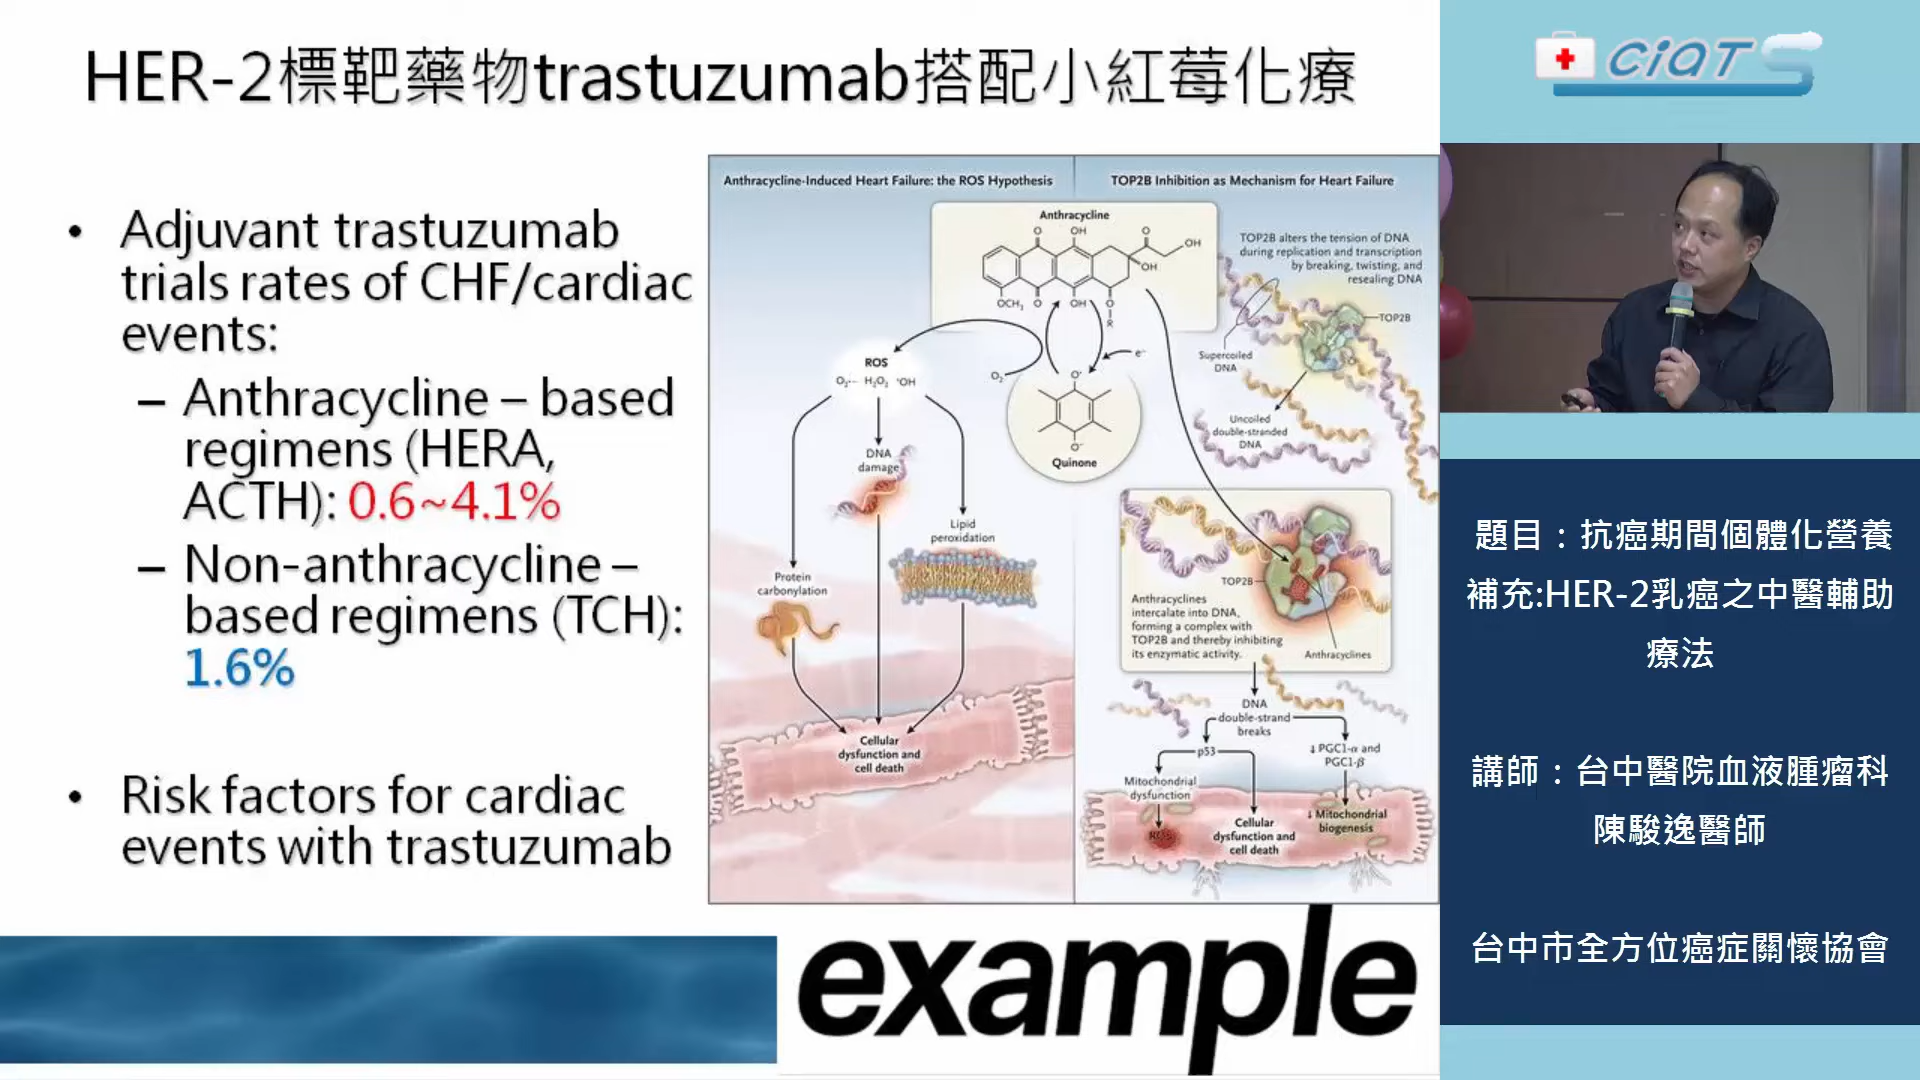 HER-2標靶藥物trastuzumab搭配小紅莓化療
• Adjuvant trastuzumab
trials rates of CHF/cardiac
events:
– Anthracycline – based
regimens (HERA,
ACTH): 0.6~4.1%
– Non-anthracycline –
based regimens (TCH):
1.6%
• Risk factors for cardiac
events with trastuzumab
Anthracycline-Induced Heart Failure: the ROS Hypothesis
Anthracycline
O
OH
O
OH
OH
OCH3
O
OH
O
R
ROS
O2·- H2O2 ·OH
O2
e-
O·
O-
Quinone
DNA
damage
Lipid
peroxidation
Protein
carbonylation
Cellular
dysfunction and
cell death
TOP2B Inhibition as Mechanism for Heart Failure
TOP2B alters the tension of DNA
during replication and transcription
by breaking, twisting, and
resealing DNA
TOP2B
Supercoiled
DNA
Uncoiled
double-stranded
DNA
TOP2B
Anthracyclines
intercalate into DNA,
forming a complex with
TOP2B and thereby inhibiting
its enzymatic activity.
Anthracyclines
DNA
double-strand
breaks
p53
↓ PGC1-α and
PGC1-β
Mitochondrial
dysfunction
ROS
Cellular
dysfunction and
cell death
↓ Mitochondrial
biogenesis
example
CiaTS
題目：抗癌期間個體化營養
補充:HER-2乳癌之中醫輔助
療法
講師：台中醫院血液腫瘤科
陳駿逸醫師
台中市全方位癌症關懷協會